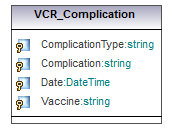 VCR_Complication
ComplicationType:string
Complication:string
Date:DateTime
Vaccine:string